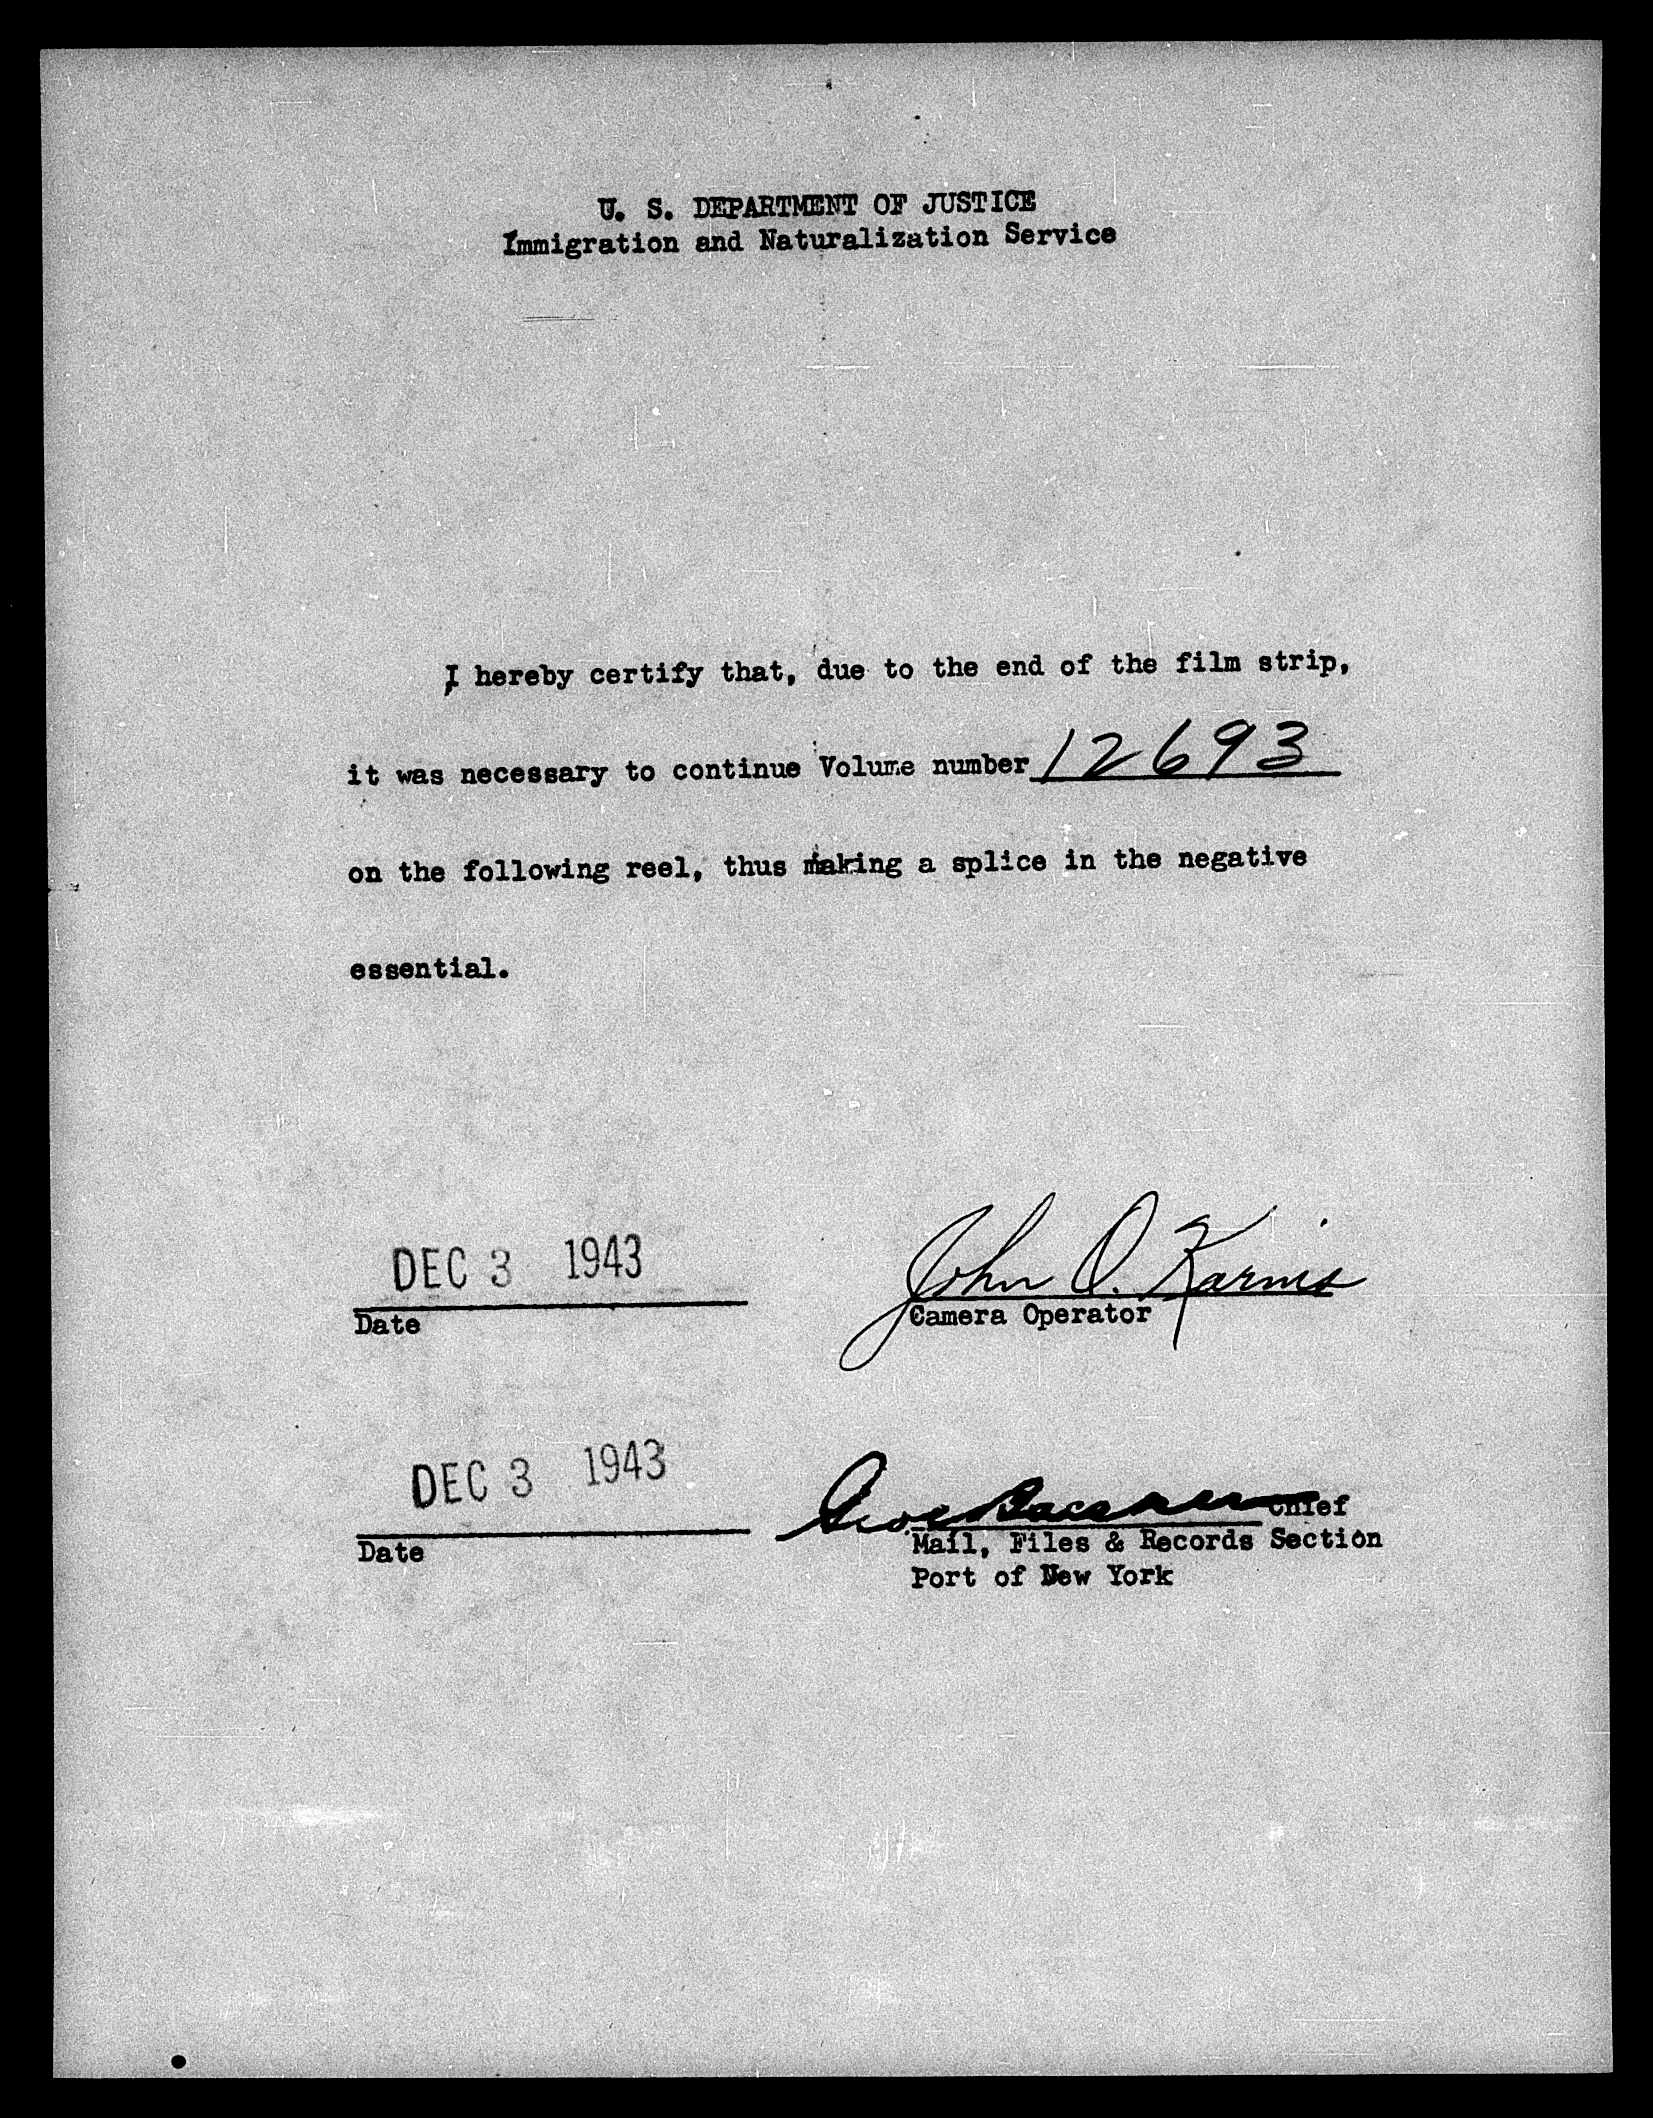 U. S. DEPARTMENT OF JUSTICE
Immigration and Naturalization Service
I hereby certify that, due to the end of the film strip,
it was necessary to continue Volume number 12693
on the following reel, thus making a splice in the negative
essential.
DEC 3 1943
John O. Karnis
Date
Camera Operator
DEC 3 1943
Chief
Date
Mail, Files & Records Section
Port of New York